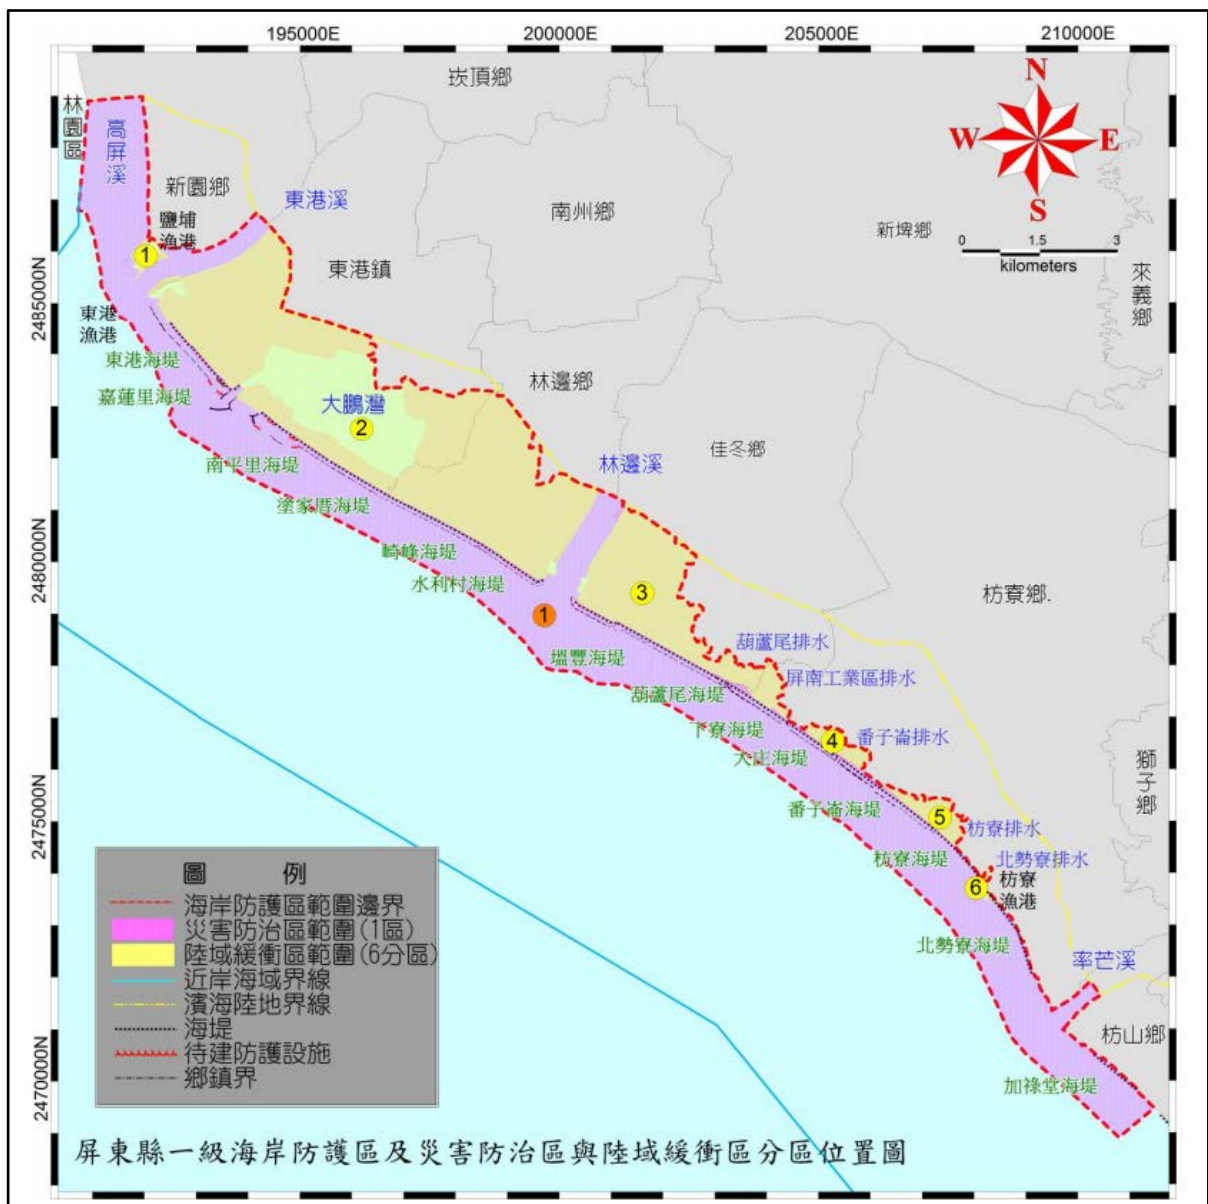 195000E
200000E
205000E
210000E
崁頂鄉
N
林園區
高屏溪
W
E
新園鄉
東港溪
S
南州鄉
鹽埔
漁港
新埤鄉
1
0
1.5
3
kilometers
東港鎮
來義鄉
2485000N
東港
漁港
東港海堤
林邊鄉
嘉蓮里海堤
大鵬灣
2
佳冬鄉
林邊溪
南平里海堤
塗家厝海堤
崎峰海堤
2480000N
水利村海堤
3
枋寮鄉.
1
葫蘆尾排水
塭豐海堤
屏南工業區排水
葫蘆尾海堤
下寮海堤
4
番子崙排水
大庄海堤
獅子鄉
番子崙海堤
5
2475000N
枋寮排水
枋寮海堤
北勢寮排水
6
枋寮
漁港
北勢寮海堤
率芒溪
枋山鄉
加祿堂海堤
2470000N
圖 例
海岸防護區範圍邊界
災害防治區範圍(1區)
陸域緩衝區範圍(6分區)
近岸海域界線
濱海陸地界線
海堤
待建防護設施
鄉鎮界
屏東縣一級海岸防護區及災害防治區與陸域緩衝區分區位置圖